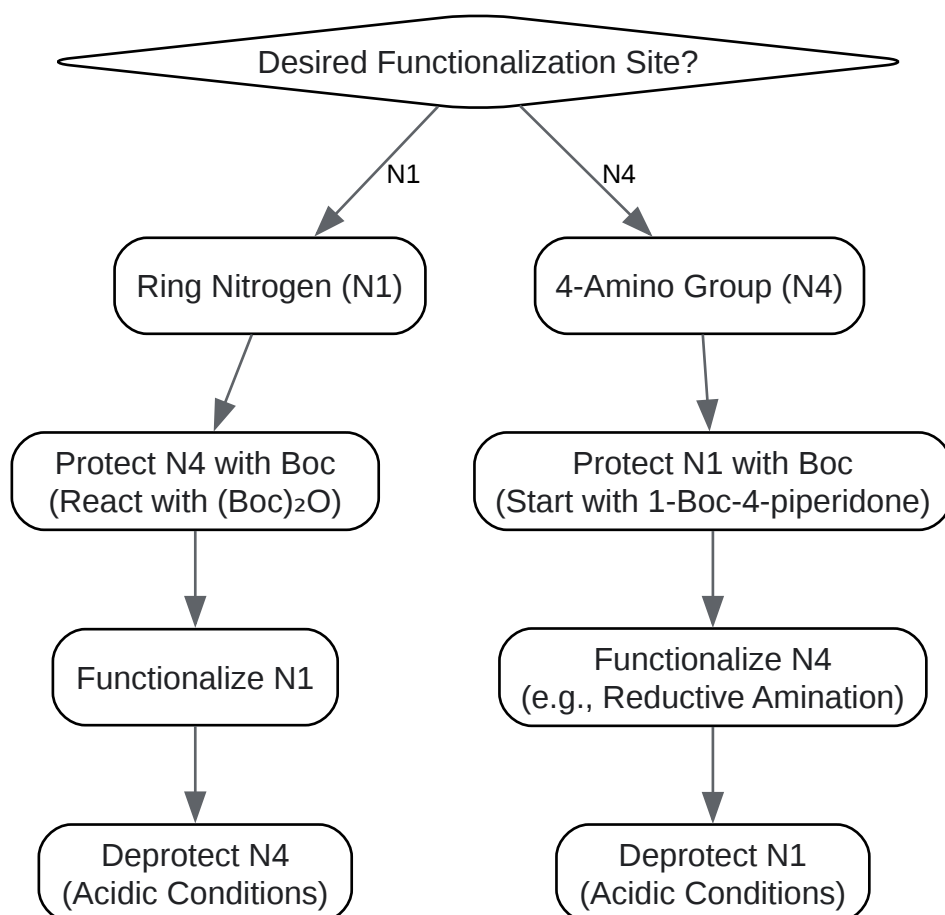 Desired Functionalization Site?
N1
N4
Ring Nitrogen (N1)
4-Amino Group (N4)
Protect N4 with Boc
(React with (Boc)₂O)
Protect N1 with Boc
(Start with 1-Boc-4-piperidone)
Functionalize N1
Functionalize N4
(e.g., Reductive Amination)
Deprotect N4
(Acidic Conditions)
Deprotect N1
(Acidic Conditions)